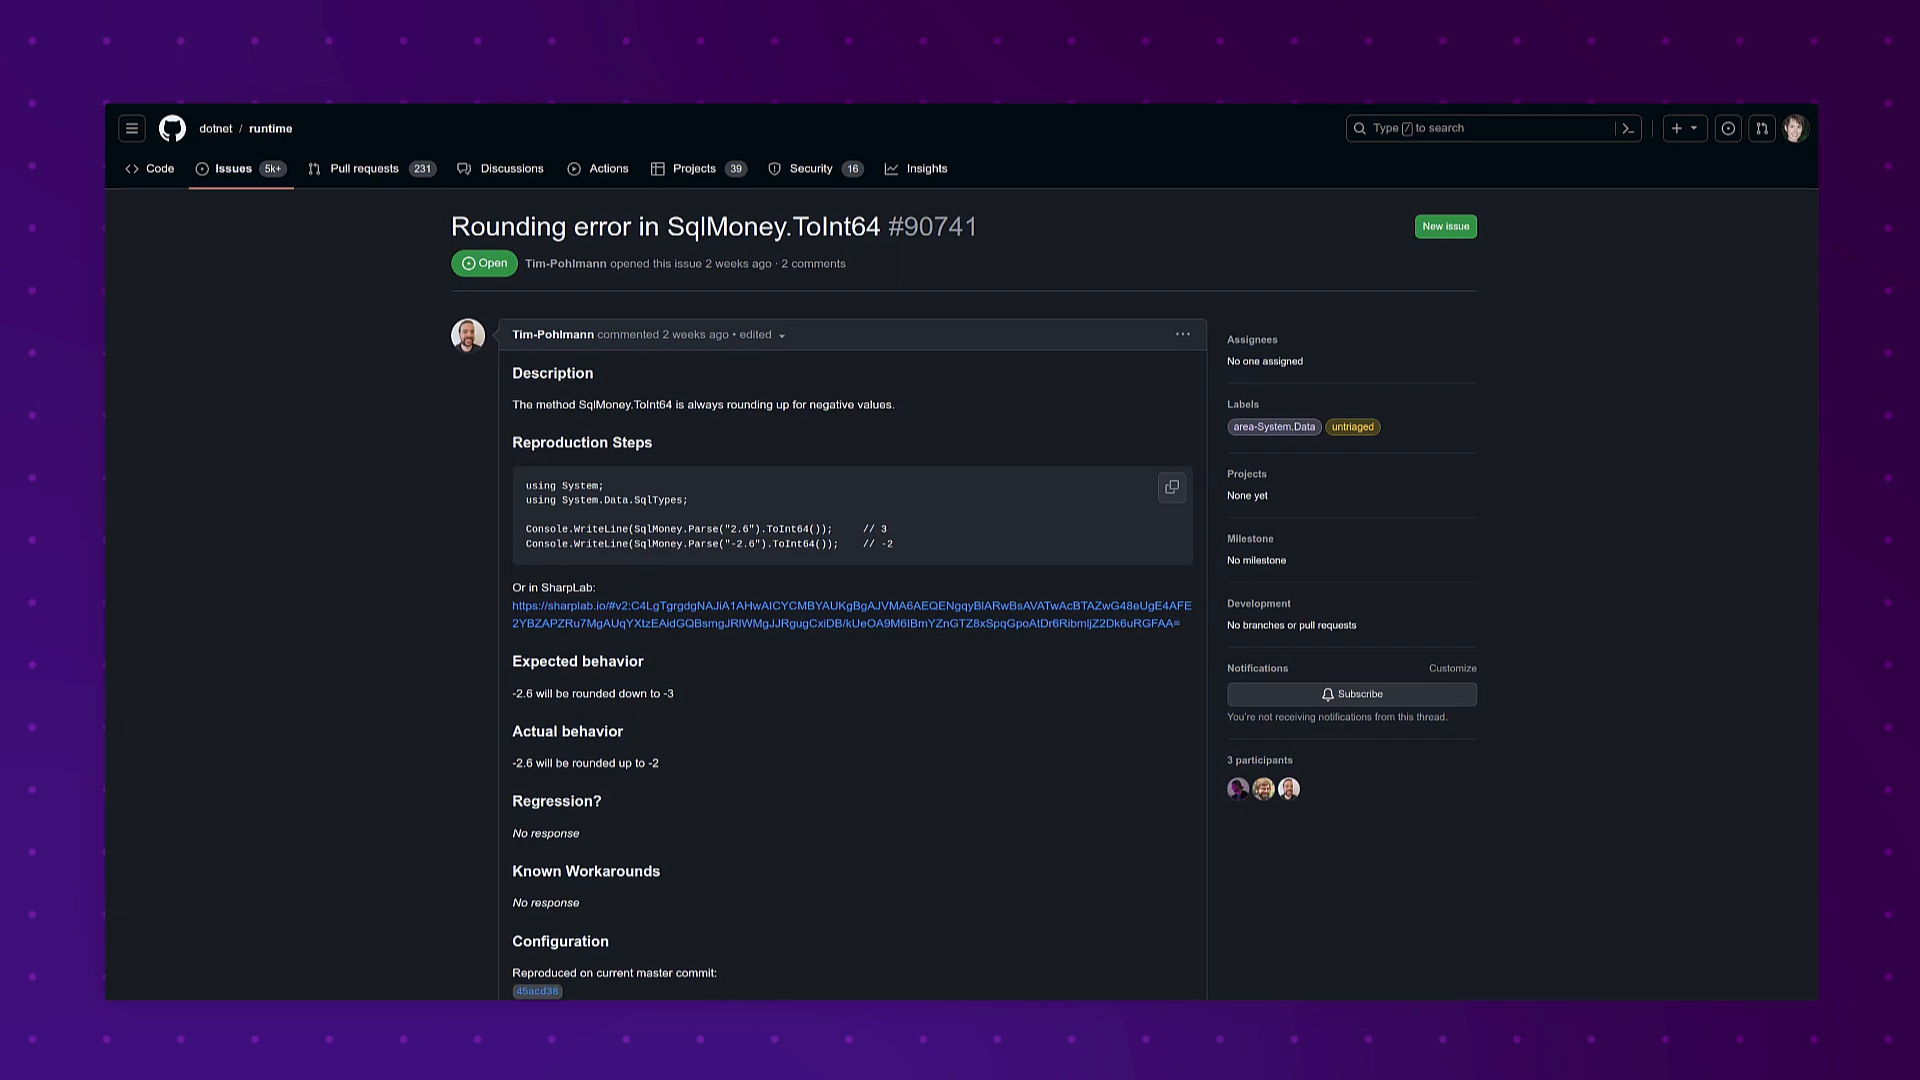 dotnet / runtime
Type / to search
Code
Issues 5k+
Pull requests 231
Discussions
Actions
Projects 39
Security 16
Insights
Rounding error in SqlMoney.ToInt64 #90741
New issue
Open
Tim-Pohlmann opened this issue 2 weeks ago · 2 comments
Tim-Pohlmann commented 2 weeks ago • edited
Description
The method SqlMoney.ToInt64 is always rounding up for negative values.
Reproduction Steps
using System;
using System.Data.SqlTypes;
Console.WriteLine(SqlMoney.Parse("2.6").ToInt64()); // 3
Console.WriteLine(SqlMoney.Parse("-2.6").ToInt64()); // -2
Or in SharpLab:
Expected behavior
-2.6 will be rounded down to -3
Actual behavior
-2.6 will be rounded up to -2
Regression?
No response
Known Workarounds
No response
Configuration
Reproduced on current master commit:
45acd38
Assignees
No one assigned
Labels
area-System.Data
untriaged
Projects
None yet
Milestone
No milestone
Development
No branches or pull requests
Notifications
Customize
Subscribe
You're not receiving notifications from this thread.
3 participants